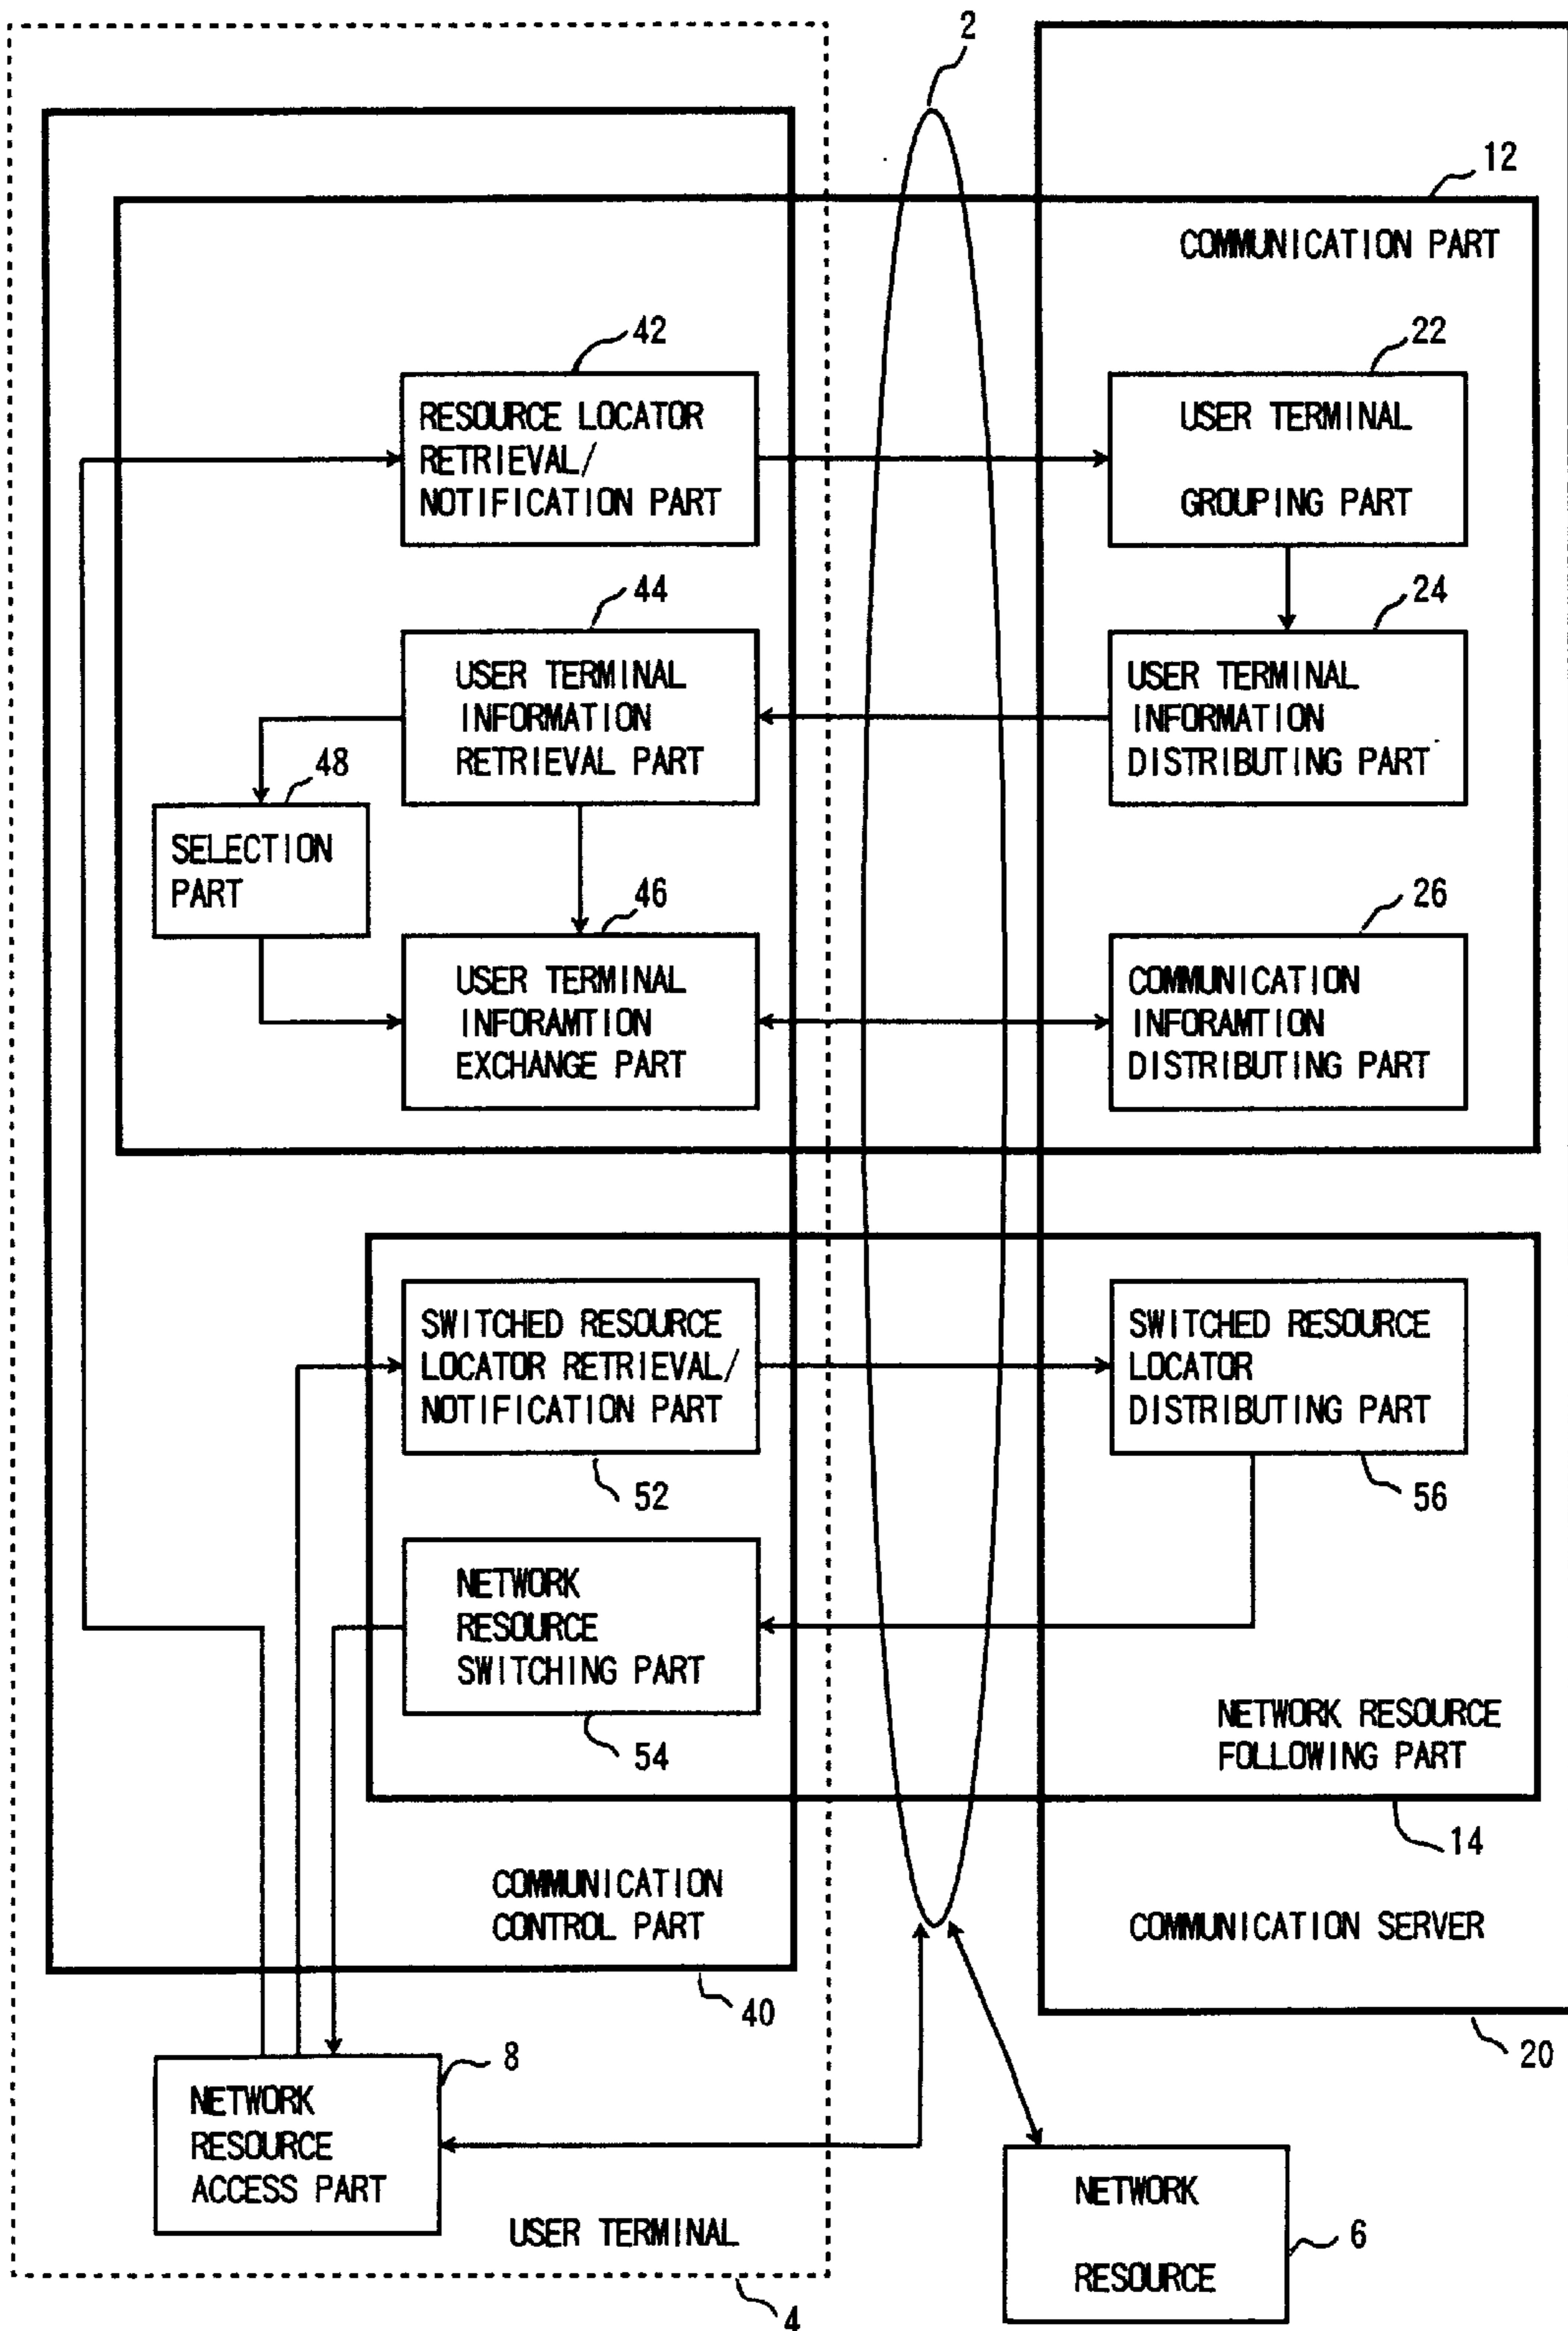 2
12
COMMUNICATION PART
42
22
RESOURCE LOCATOR
RETRIEVAL/
NOTIFICATION PART
USER TERMINAL
GROUPING PART
44
24
USER TERMINAL
INFORMATION
RETRIEVAL PART
USER TERMINAL
INFORMATION
DISTRIBUTING PART
48
SELECTION
PART
46
26
USER TERMINAL
INFORAMTION
EXCHANGE PART
COMMUNICATION
INFORAMTION
DISTRIBUTING PART
SWITCHED RESOURCE
LOCATOR RETRIEVAL/
NOTIFICATION PART
SWITCHED RESOURCE
LOCATOR
DISTRIBUTING PART
52
56
NETWORK
RESOURCE
SWITCHING PART
54
NETWORK RESOURCE
FOLLOWING PART
14
COMMUNICATION
CONTROL PART
COMMUNICATION SERVER
40
20
8
NETWORK
RESOURCE
ACCESS PART
USER TERMINAL
4
NETWORK
RESOURCE
6